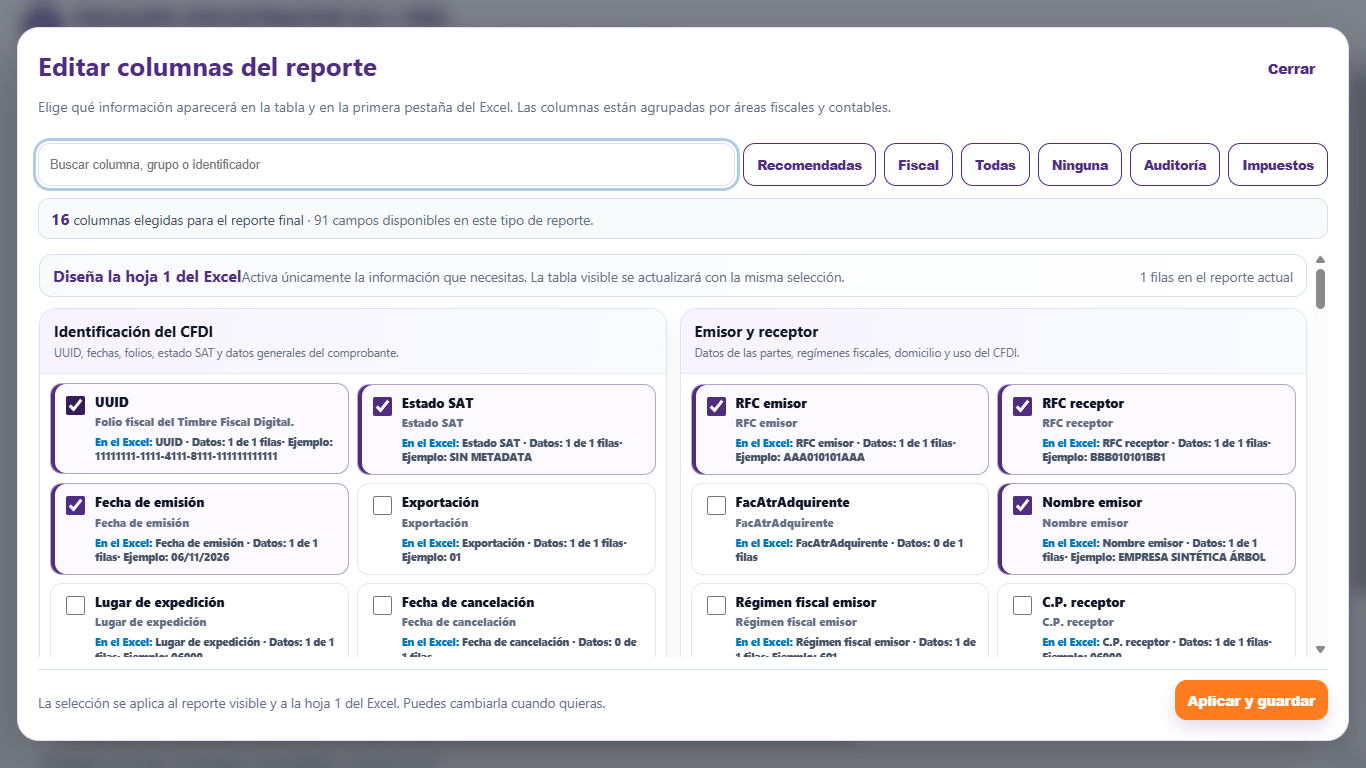 Editar columnas del reporte
Cerrar
Elige qué información aparecerá en la tabla y en la primera pestaña del Excel. Las columnas están agrupadas por áreas fiscales y contables.
Buscar columna, grupo o identificador
Recomendadas
Fiscal
Todas
Ninguna
Auditoría
Impuestos
16 columnas elegidas para el reporte final · 91 campos disponibles en este tipo de reporte.
Diseña la hoja 1 del ExcelActiva únicamente la información que necesitas. La tabla visible se actualizará con la misma selección.
1 filas en el reporte actual
Identificación del CFDI
UUID, fechas, folios, estado SAT y datos generales del comprobante.
UUID
Folio fiscal del Timbre Fiscal Digital.
En el Excel: UUID · Datos: 1 de 1 filas· Ejemplo:
11111111-1111-4111-8111-111111111111
Estado SAT
Estado SAT
En el Excel: Estado SAT · Datos: 1 de 1 filas·
Ejemplo: SIN METADATA
Fecha de emisión
Fecha de emisión
En el Excel: Fecha de emisión · Datos: 1 de 1
filas· Ejemplo: 06/11/2026
Exportación
Exportación
En el Excel: Exportación · Datos: 1 de 1 filas·
Ejemplo: 01
Lugar de expedición
Lugar de expedición
En el Excel: Lugar de expedición · Datos: 1 de 1
filas· Ejemplo: 06000
Fecha de cancelación
Fecha de cancelación
En el Excel: Fecha de cancelación · Datos: 0 de
1 filas
Emisor y receptor
Datos de las partes, regímenes fiscales, domicilio y uso del CFDI.
RFC emisor
RFC emisor
En el Excel: RFC emisor · Datos: 1 de 1 filas·
Ejemplo: AAA010101AAA
RFC receptor
RFC receptor
En el Excel: RFC receptor · Datos: 1 de 1 filas·
Ejemplo: BBB010101BB1
FacAtrAdquirente
FacAtrAdquirente
En el Excel: FacAtrAdquirente · Datos: 0 de 1
filas
Nombre emisor
Nombre emisor
En el Excel: Nombre emisor · Datos: 1 de 1
filas· Ejemplo: EMPRESA SINTÉTICA ÁRBOL
Régimen fiscal emisor
Régimen fiscal emisor
En el Excel: Régimen fiscal emisor · Datos: 1 de
1 filas· Ejemplo: 601
C.P. receptor
C.P. receptor
En el Excel: C.P. receptor · Datos: 1 de 1 filas·
Ejemplo: 06000
La selección se aplica al reporte visible y a la hoja 1 del Excel. Puedes cambiarla cuando quieras.
Aplicar y guardar